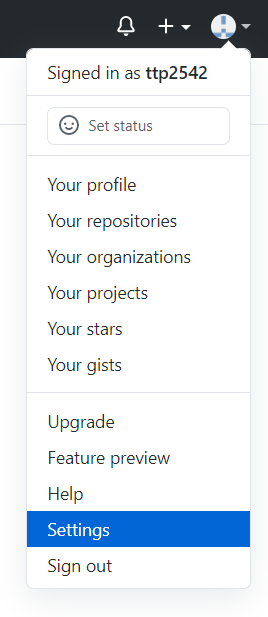 Signed in as ttp2542
Set status
Your profile
Your repositories
Your organizations
Your projects
Your stars
Your gists
Upgrade
Feature preview
Help
Settings
Sign out